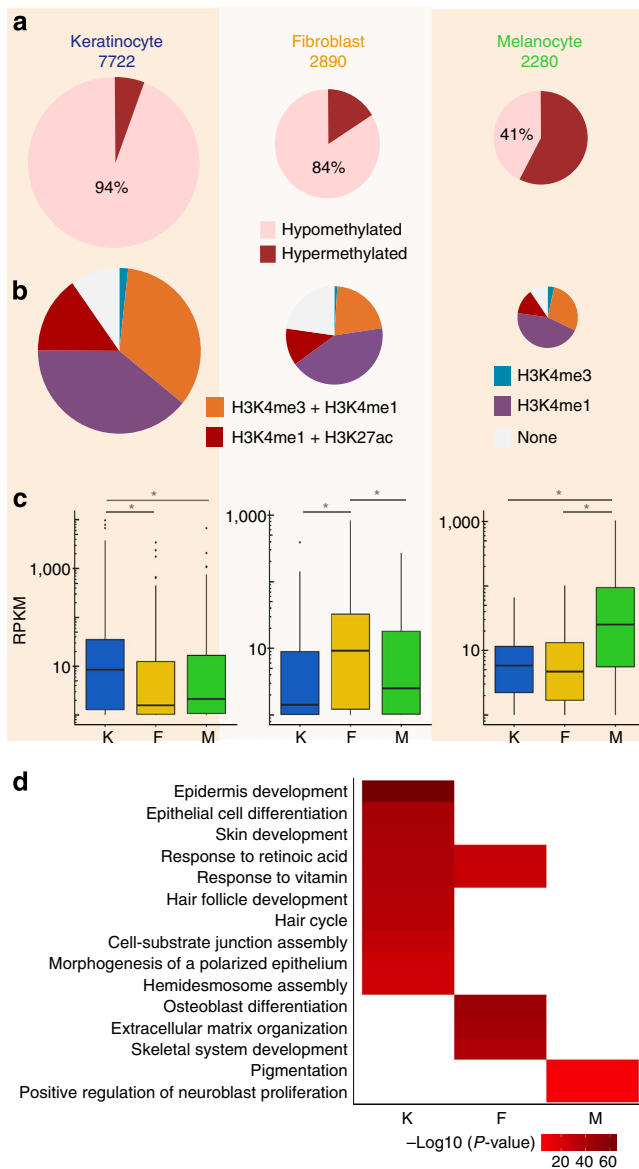 a
Keratinocyte
7722
Fibroblast
2890
Melanocyte
2280
94%
84%
41%
Hypomethylated
Hypermethylated
b
H3K4me3 + H3K4me1
H3K4me1 + H3K27ac
H3K4me3
H3K4me1
None
c
*
*
*
*
*
*
RPKM
1,000
10
K F M
1,000
10
K F M
1,000
10
K F M
d
Epidermis development
Epithelial cell differentiation
Skin development
Response to retinoic acid
Response to vitamin
Hair follicle development
Hair cycle
Cell-substrate junction assembly
Morphogenesis of a polarized epithelium
Hemidesmosome assembly
Osteoblast differentiation
Extracellular matrix organization
Skeletal system development
Pigmentation
Positive regulation of neuroblast proliferation
K F M
–Log10 (P-value)
20 40 60